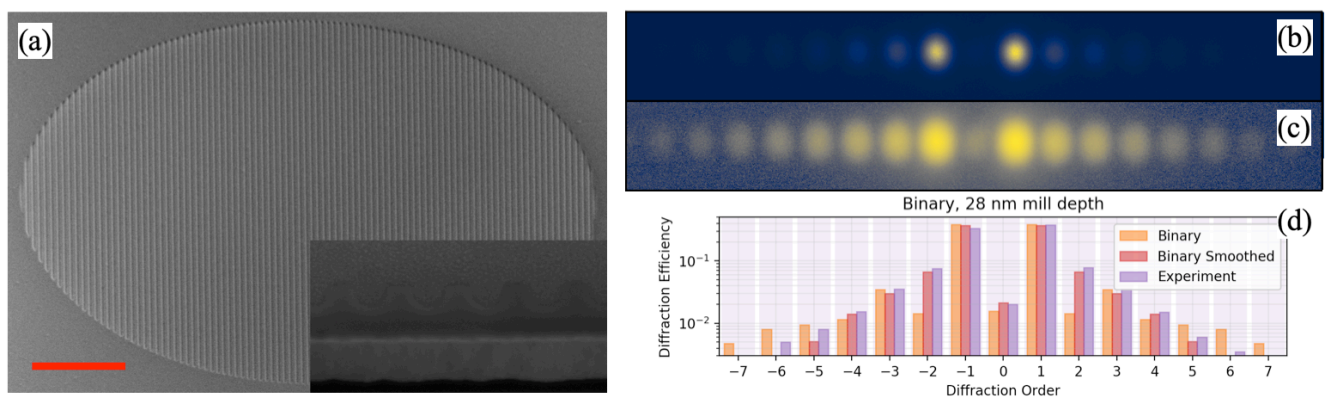 (a)
(b)
(c)
Binary, 28 nm mill depth
(d)
Diffraction Efficiency
10⁻¹
10⁻²
Binary
Binary Smoothed
Experiment
−7 −6 −5 −4 −3 −2 −1 0 1 2 3 4 5 6 7
Diffraction Order